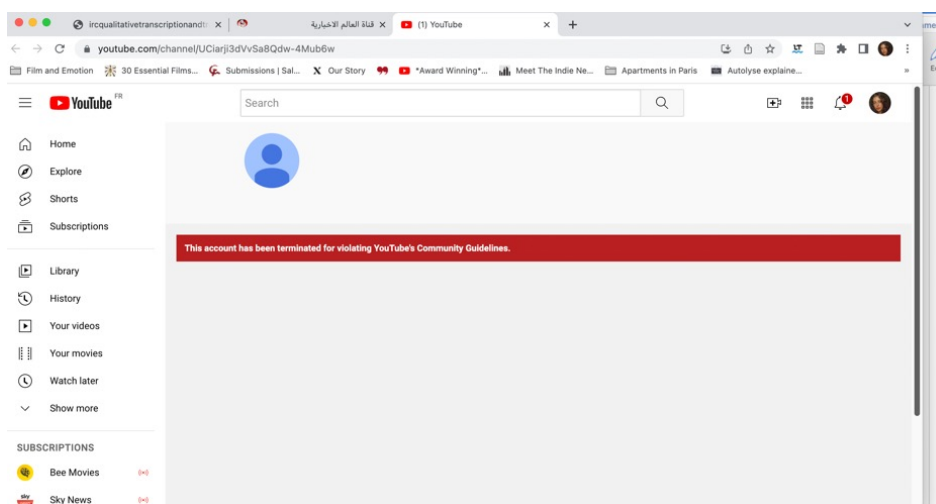 ircqualitativetranscriptionandtr
قناة العالم الاخبارية
(1) YouTube
youtube.com/channel/UCiarji3dVvSa8Qdw-4Mub6w
Film and Emotion
30 Essential Films...
Submissions | Sal...
X Our Story
*Award Winning*...
Meet The Indie Ne...
Apartments in Paris
Autolyse explaine...
»
YouTube FR
Search
1
Home
Explore
Shorts
Subscriptions
This account has been terminated for violating YouTube's Community Guidelines.
Library
History
Your videos
Your movies
Watch later
Show more
SUBSCRIPTIONS
Bee Movies
sky
Sky News